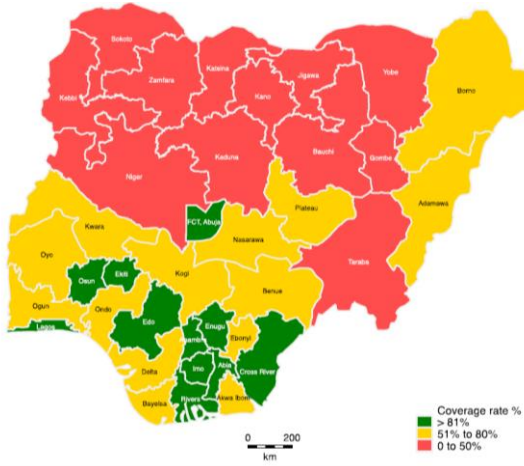 Sokoto
Katsina
Zamfara
Jigawa
Yobe
Kebbi
Kano
Borno
Kaduna
Bauchi
Gombe
Niger
Adamawa
Plateau
FCT, Abuja
Kwara
Nasarawa
Oyo
Taraba
Kogi
Osun
Ekiti
Benue
Ogun
Ondo
Edo
Enugu
Lagos
Anambra
Ebonyi
Imo
Abia
Delta
Cross River
Rivers
Akwa Ibom
Bayelsa
Coverage rate %
> 81%
51% to 80%
0 to 50%
0 200
km